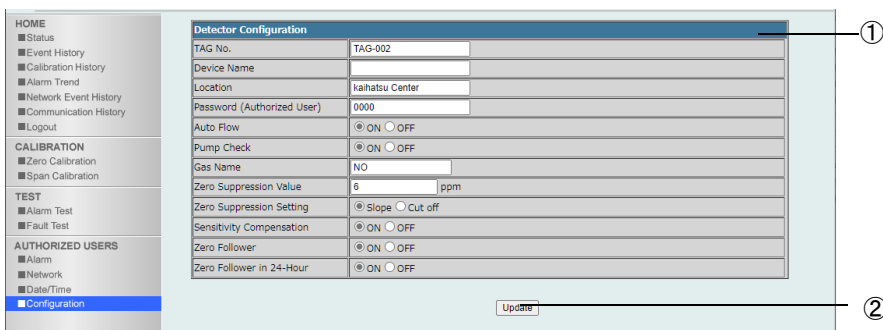 HOME
Status
Event History
Calibration History
Alarm Trend
Network Event History
Communication History
Logout
CALIBRATION
Zero Calibration
Span Calibration
TEST
Alarm Test
Fault Test
AUTHORIZED USERS
Alarm
Network
Date/Time
Configuration
Detector Configuration
TAG No. TAG-002
Device Name
Location kaihatsu Center
Password (Authorized User) 0000
Auto Flow ON OFF
Pump Check ON OFF
Gas Name NO
Zero Suppression Value 6 ppm
Zero Suppression Setting Slope Cut off
Sensitivity Compensation ON OFF
Zero Follower ON OFF
Zero Follower in 24-Hour ON OFF
Update
①
②